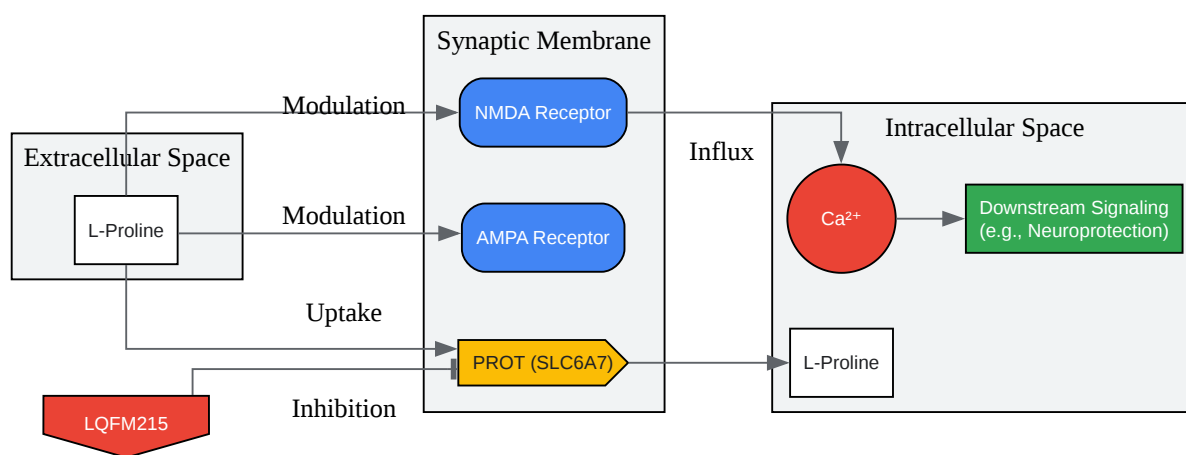 Synaptic Membrane
Modulation
NMDA Receptor
Intracellular Space
Extracellular Space
Influx
L-Proline
Modulation
AMPA Receptor
Ca²⁺
Downstream Signaling
(e.g., Neuroprotection)
Uptake
PROT (SLC6A7)
L-Proline
Inhibition
LQFM215